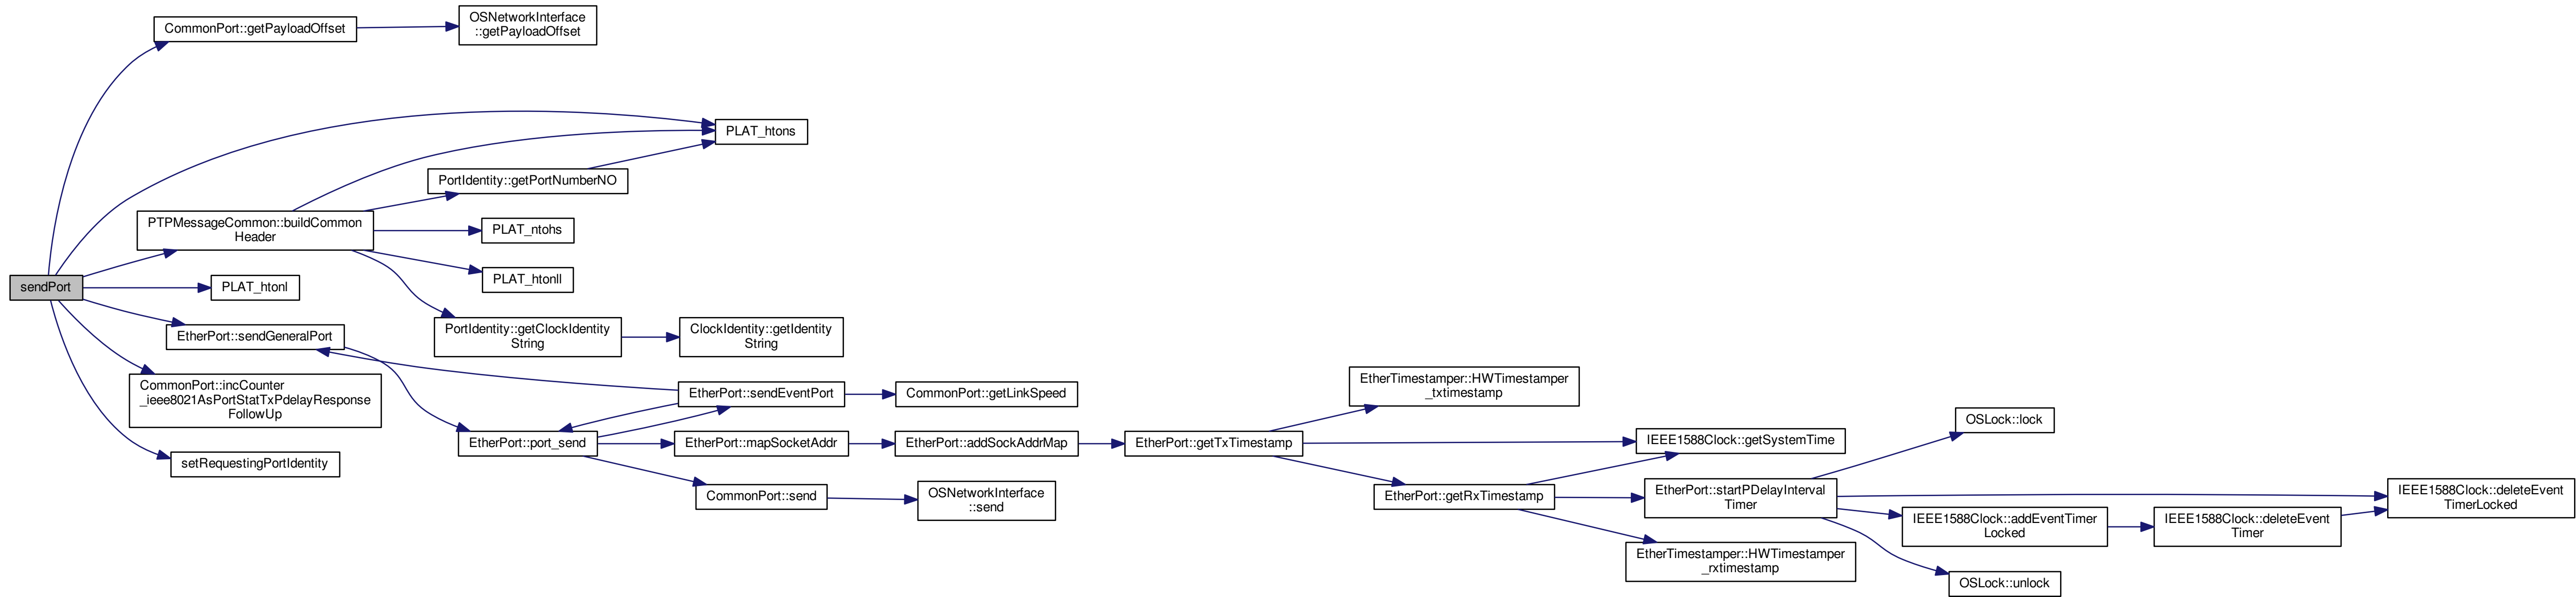 sendPort
CommonPort::getPayloadOffset
OSNetworkInterface
::getPayloadOffset
PLAT_htons
PTPMessageCommon::buildCommon
Header
PortIdentity::getPortNumberNO
PLAT_ntohs
PLAT_htonll
PortIdentity::getClockIdentity
String
ClockIdentity::getIdentity
String
PLAT_htonl
EtherPort::sendGeneralPort
CommonPort::incCounter
_ieee8021AsPortStatTxPdelayResponse
FollowUp
setRequestingPortIdentity
EtherPort::port_send
EtherPort::sendEventPort
CommonPort::getLinkSpeed
EtherPort::mapSocketAddr
EtherPort::addSockAddrMap
CommonPort::send
OSNetworkInterface
::send
EtherPort::getTxTimestamp
EtherTimestamper::HWTimestamper
_txtimestamp
IEEE1588Clock::getSystemTime
EtherPort::getRxTimestamp
EtherPort::startPDelayInterval
Timer
EtherTimestamper::HWTimestamper
_rxtimestamp
OSLock::lock
IEEE1588Clock::addEventTimer
Locked
OSLock::unlock
IEEE1588Clock::deleteEvent
Timer
IEEE1588Clock::deleteEvent
TimerLocked